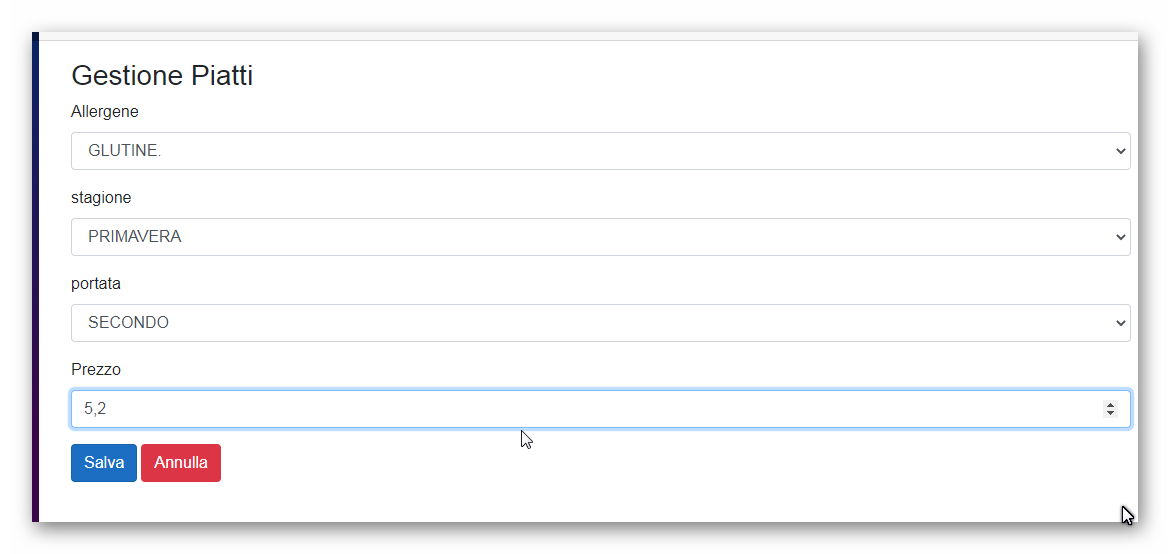 Gestione Piatti
Allergene
GLUTINE.
stagione
PRIMAVERA
portata
SECONDO
Prezzo
5,2
Salva Annulla